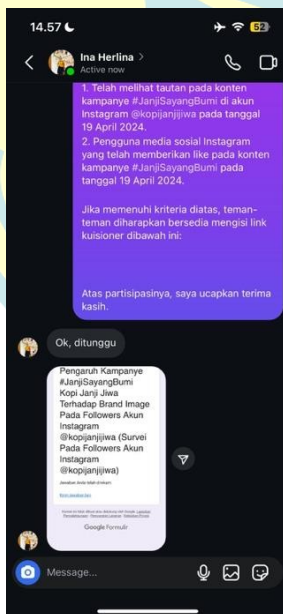 14.57
52
Ina Herlina
Active now
1. Telah melihat tautan pada konten
kampanye #JanjiSayangBumi di akun
Instagram @kopijanjijiwa pada tanggal
19 April 2024.
2. Pengguna media sosial Instagram
yang telah memberikan like pada konten
kampanye #JanjiSayangBumi pada
tanggal 19 April 2024.
Jika memenuhi kriteria diatas, teman-
teman diharapkan bersedia mengisi link
kuisioner dibawah ini:
Atas partisipasinya, saya ucapkan terima
kasih.
Ok, ditunggu
Pengaruh Kampanye
#JanjiSayangBumi
Kopi Janji Jiwa
Terhadap Brand Image
Pada Followers Akun
Instagram
@kopijanjijiwa (Survei
Pada Followers Akun
Instagram
@kopijanjijiwa)
Jawaban Anda telah direkam.
Google Formulir
Message...